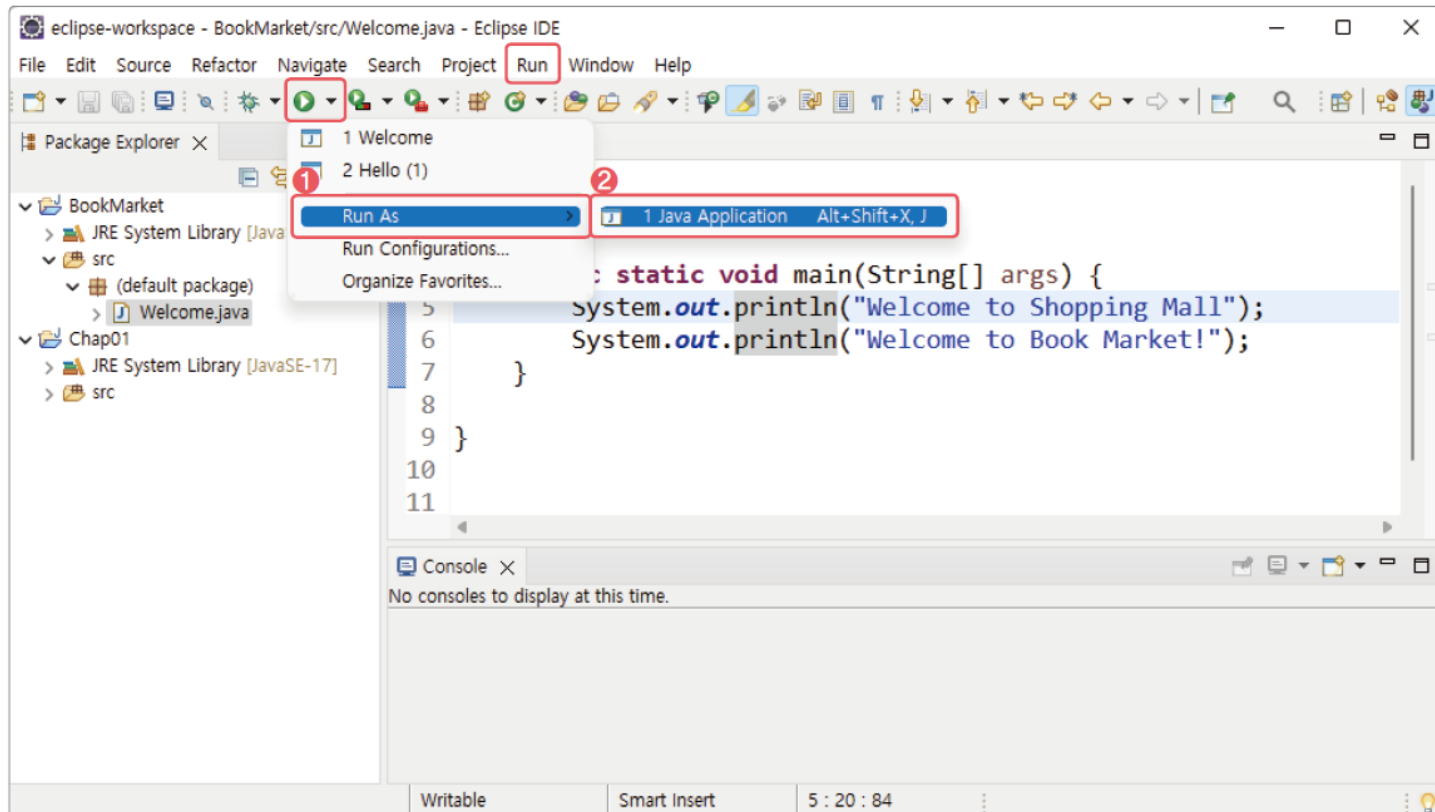 eclipse-workspace - BookMarket/src/Welcome.java - Eclipse IDE
File Edit Source Refactor Navigate Search Project Run Window Help
Package Explorer
1 Welcome
2 Hello (1)
1 2
Run As 1 Java Application Alt+Shift+X, J
Run Configurations...
Organize Favorites...
BookMarket
JRE System Library [Java
src
(default package)
Welcome.java
Chap01
JRE System Library [JavaSE-17]
src
c static void main(String[] args) {
5 System.out.println("Welcome to Shopping Mall");
6 System.out.println("Welcome to Book Market!");
7 }
8
9 }
10
11
Console
No consoles to display at this time.
Writable Smart Insert 5 : 20 : 84